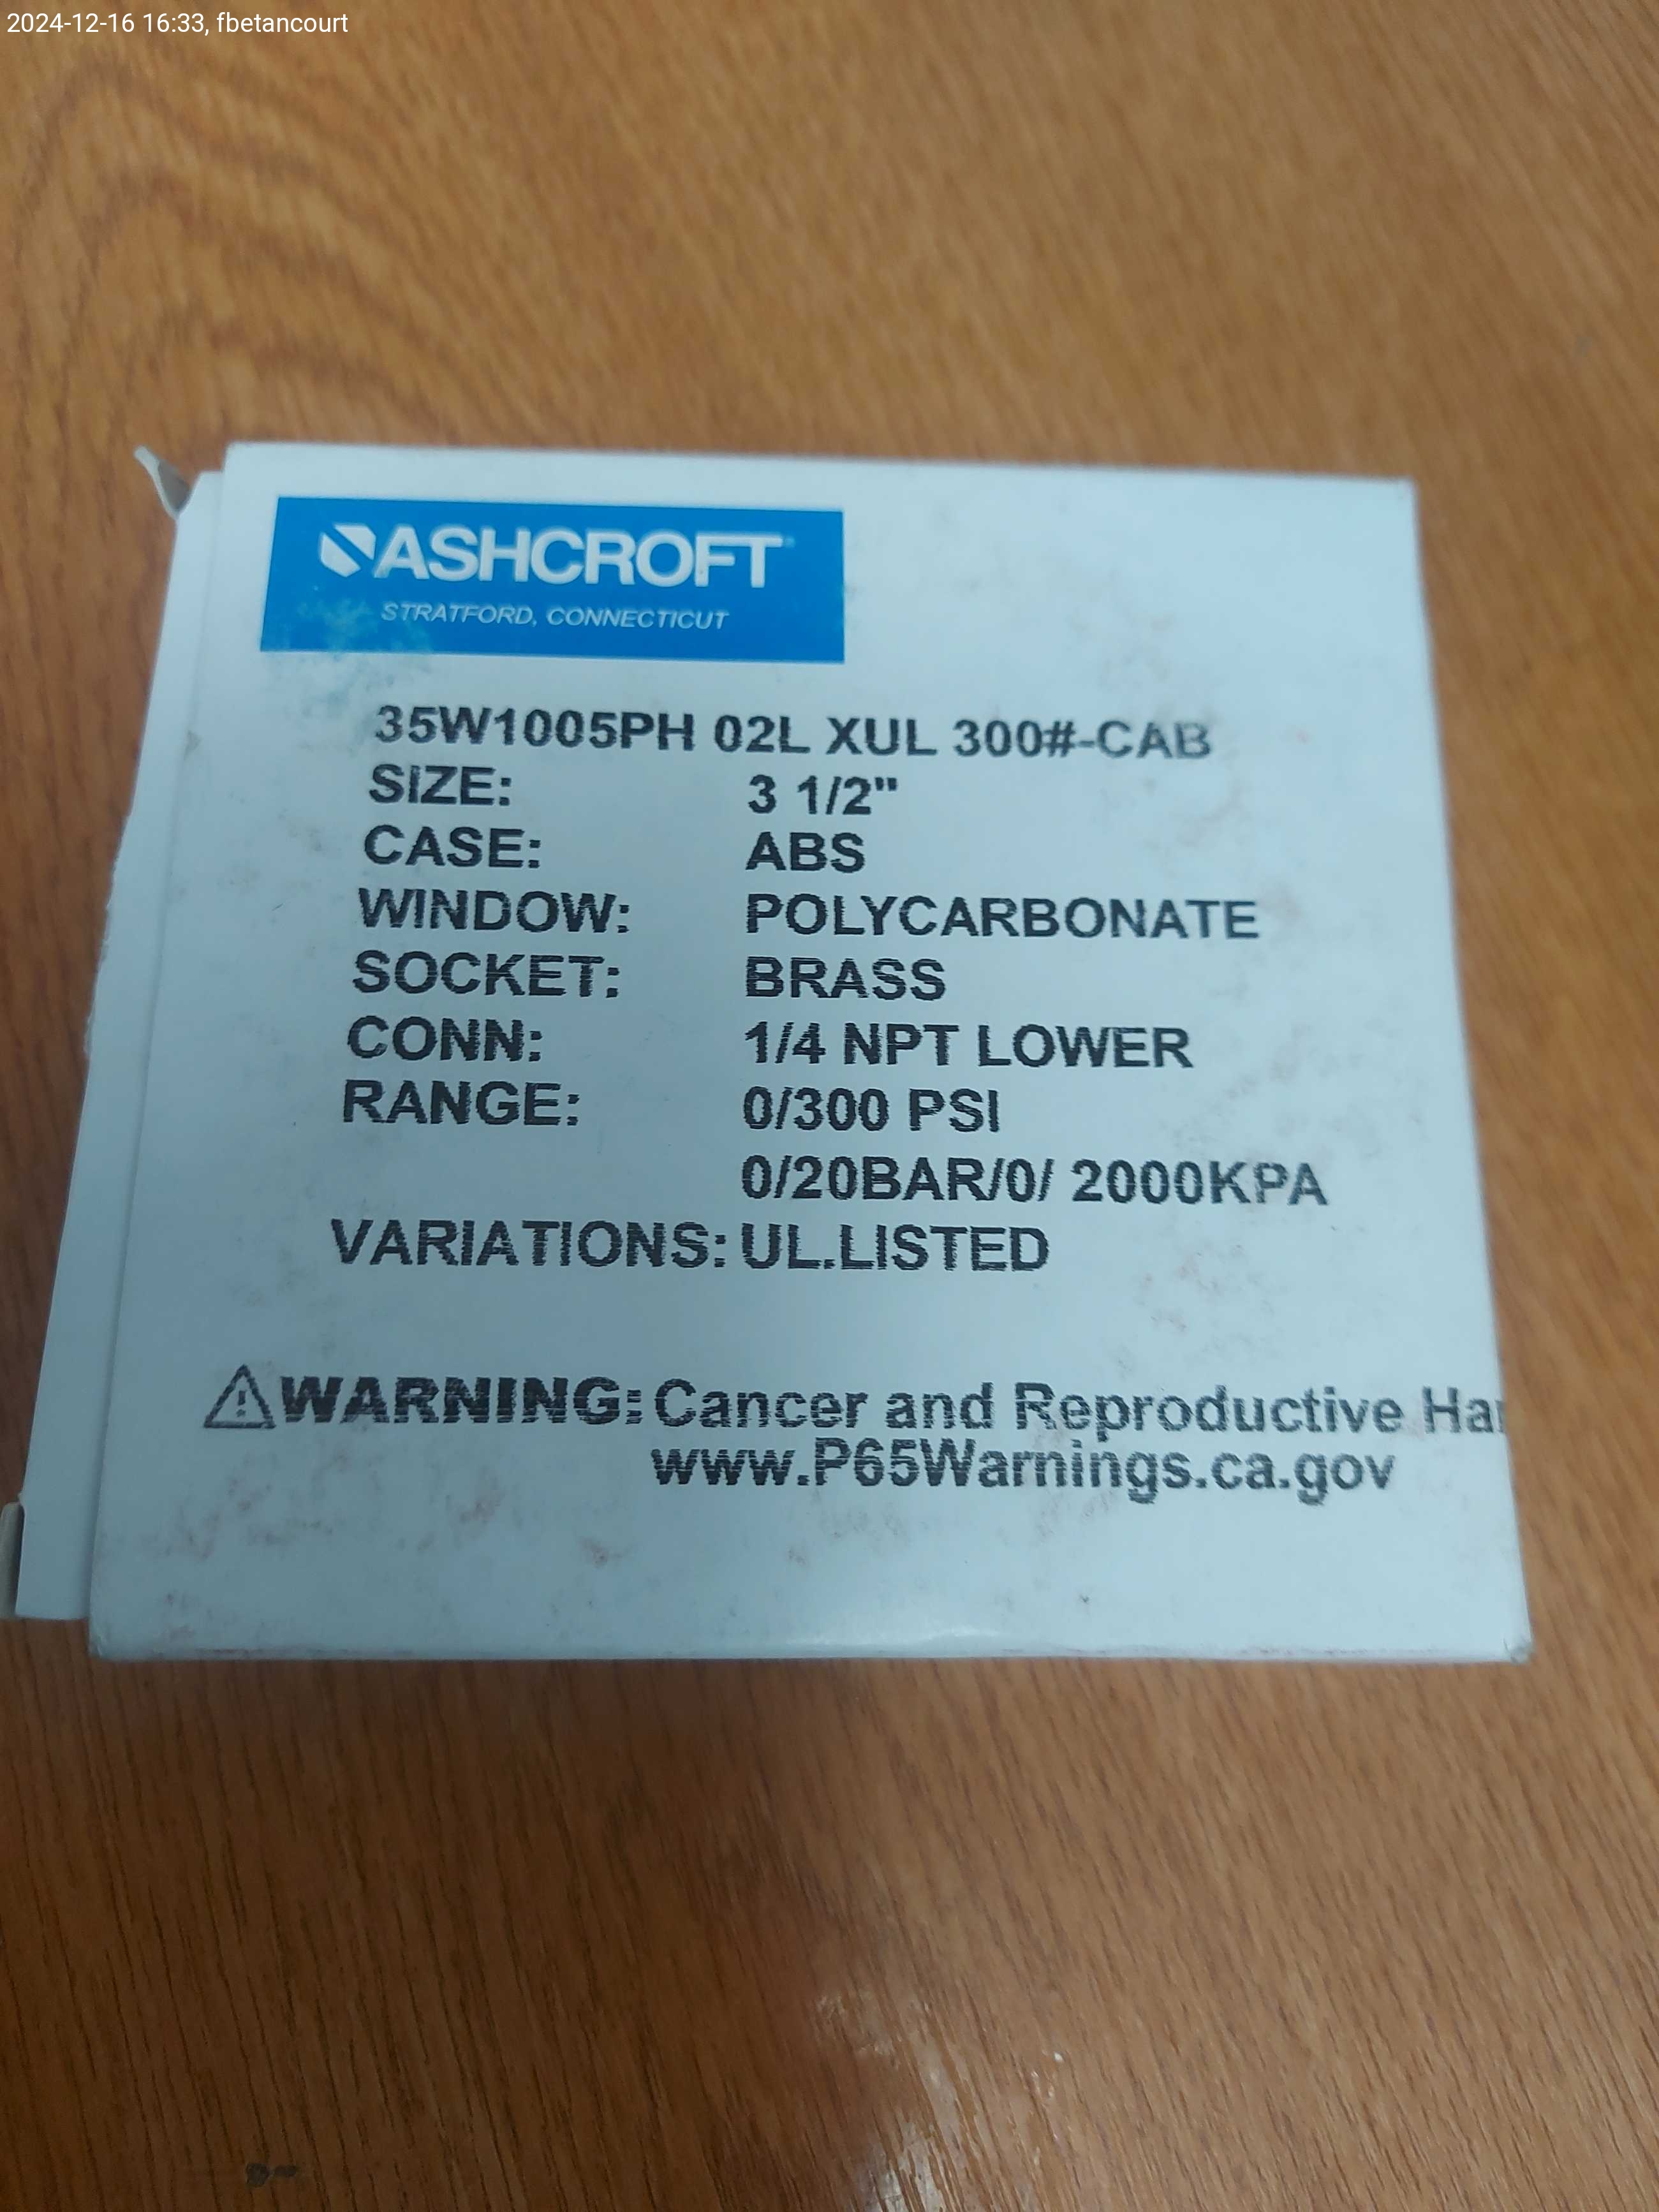 2024-12-16 16:33, fbetancourt
ASHCROFT
STRATFORD, CONNECTICUT
35W1005PH 02L XUL 300#-CAB
SIZE: 3 1/2"
CASE: ABS
WINDOW: POLYCARBONATE
SOCKET: BRASS
CONN: 1/4 NPT LOWER
RANGE: 0/300 PSI
0/20BAR/0/ 2000KPA
VARIATIONS: UL.LISTED
⚠WARNING: Cancer and Reproductive Har
www.P65Warnings.ca.gov